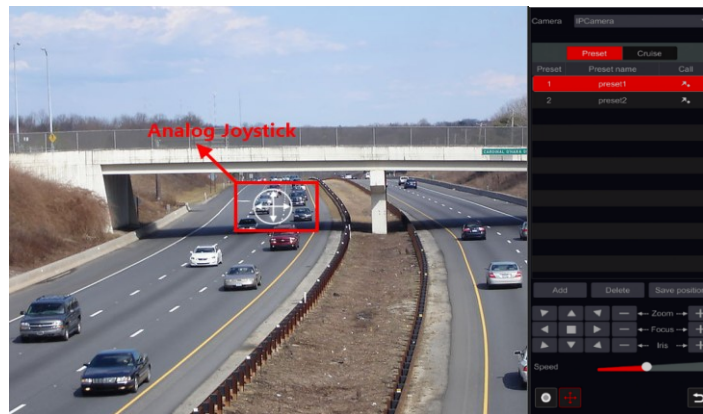 Camera IPCamera
Preset Cruise
Preset Preset name Call
1 preset1
2 preset2
Analog Joystick
Add Delete Save position
Zoom
Focus
Iris
Speed